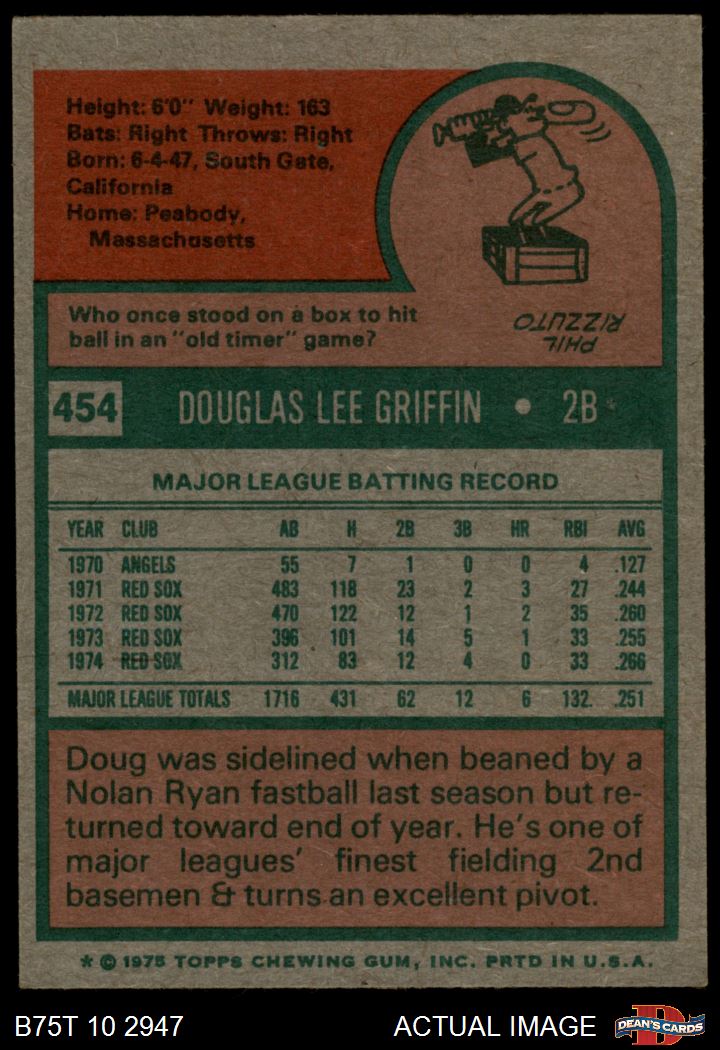 Height: 6'0" Weight: 163
Bats: Right Throws: Right
Born: 6-4-47, South Gate,
California
Home: Peabody,
Massachusetts
Who once stood on a box to hit
ball in an "old timer" game?
PHIL
RIZZUTO
454 DOUGLAS LEE GRIFFIN • 2B
MAJOR LEAGUE BATTING RECORD
YEAR CLUB AB H 2B 3B HR RBI AVG
1970 ANGELS 55 7 1 0 0 4 .127
1971 RED SOX 483 118 23 2 3 27 .244
1972 RED SOX 470 122 12 1 2 35 .260
1973 RED SOX 396 101 14 5 1 33 .255
1974 RED SOX 312 83 12 4 0 33 .266
MAJOR LEAGUE TOTALS 1716 431 62 12 6 132. .251
Doug was sidelined when beaned by a
Nolan Ryan fastball last season but re-
turned toward end of year. He's one of
major leagues' finest fielding 2nd
basemen & turns an excellent pivot.
* © 1975 TOPPS CHEWING GUM, INC. PRTD IN U.S.A.
B75T 10 2947 ACTUAL IMAGE DEAN'S CARDS